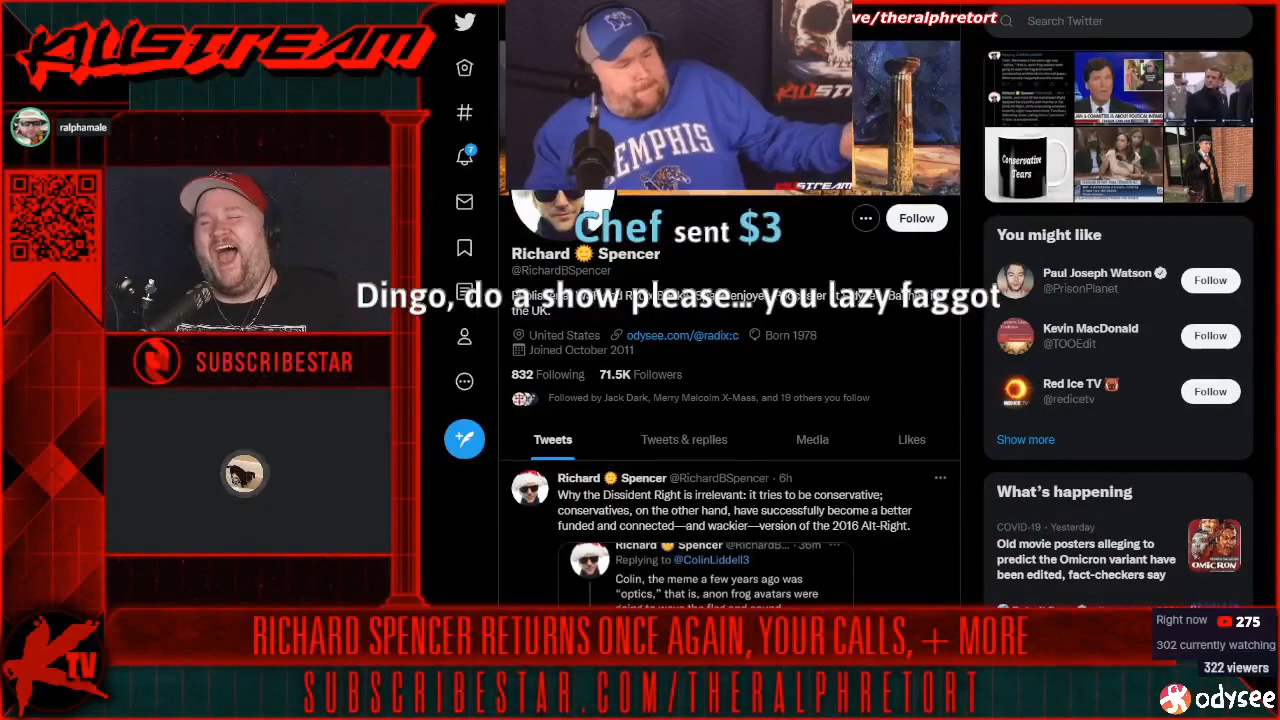 KILLSTREAM
ralphamale
SUBSCRIBESTAR
ve/theralphretort
MEMPHIS
KILLSTREAM
Chef sent $3
Dingo, do a show please... you lazy faggot
Follow
Richard Spencer
@RichardBSpencer
the UK.
United States odysee.com/@radix:c Born 1978
Joined October 2011
832 Following 71.5K Followers
Followed by Jack Dark, Merry Melcolm X-Mass, and 19 others you follow
Tweets Tweets & replies Media Likes
Richard Spencer @RichardBSpencer · 6h
Why the Dissident Right is irrelevant: it tries to be conservative;
conservatives, on the other hand, have successfully become a better
funded and connected—and wackier—version of the 2016 Alt-Right.
Richard Spencer @RichardB... · 36m
Replying to @ColinLiddell3
Colin, the meme a few years ago was
"optics," that is, anon frog avatars were
7
Search Twitter
Conservative
Tears
You might like
Paul Joseph Watson
@PrisonPlanet
Follow
Kevin MacDonald
@TOOEdit
Follow
Red Ice TV
@redicetv
Follow
Show more
What's happening
COVID-19 · Yesterday
Old movie posters alleging to
predict the Omicron variant
have been edited, fact-checkers say
OMICRON
RICHARD SPENCER RETURNS ONCE AGAIN, YOUR CALLS, + MORE
SUBSCRIBESTAR.COM/THERALPHRETORT
K TV
Right now 275
302 currently watching
322 viewers
odysee